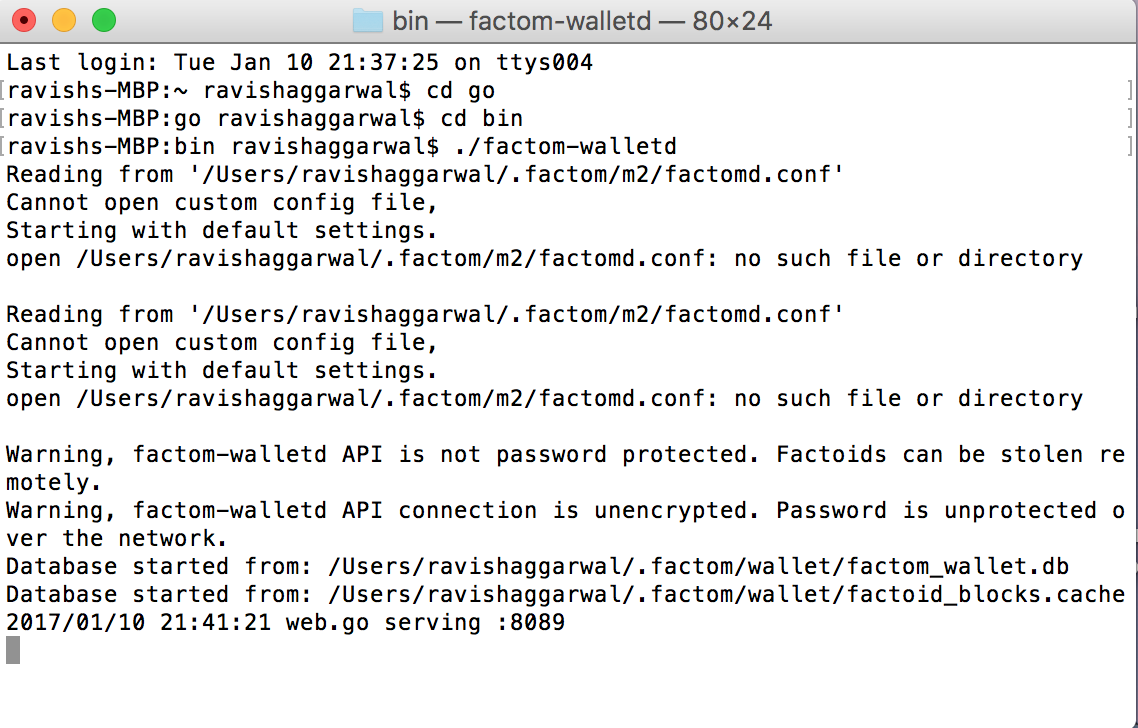 bin — factom-walletd — 80×24
Last login: Tue Jan 10 21:37:25 on ttys004
[ravishs-MBP:~ ravishaggarwal$ cd go ]
[ravishs-MBP:go ravishaggarwal$ cd bin ]
[ravishs-MBP:bin ravishaggarwal$ ./factom-walletd ]
Reading from '/Users/ravishaggarwal/.factom/m2/factomd.conf'
Cannot open custom config file,
Starting with default settings.
open /Users/ravishaggarwal/.factom/m2/factomd.conf: no such file or directory
Reading from '/Users/ravishaggarwal/.factom/m2/factomd.conf'
Cannot open custom config file,
Starting with default settings.
open /Users/ravishaggarwal/.factom/m2/factomd.conf: no such file or directory
Warning, factom-walletd API is not password protected. Factoids can be stolen re
motely.
Warning, factom-walletd API connection is unencrypted. Password is unprotected o
ver the network.
Database started from: /Users/ravishaggarwal/.factom/wallet/factom_wallet.db
Database started from: /Users/ravishaggarwal/.factom/wallet/factoid_blocks.cache
2017/01/10 21:41:21 web.go serving :8089